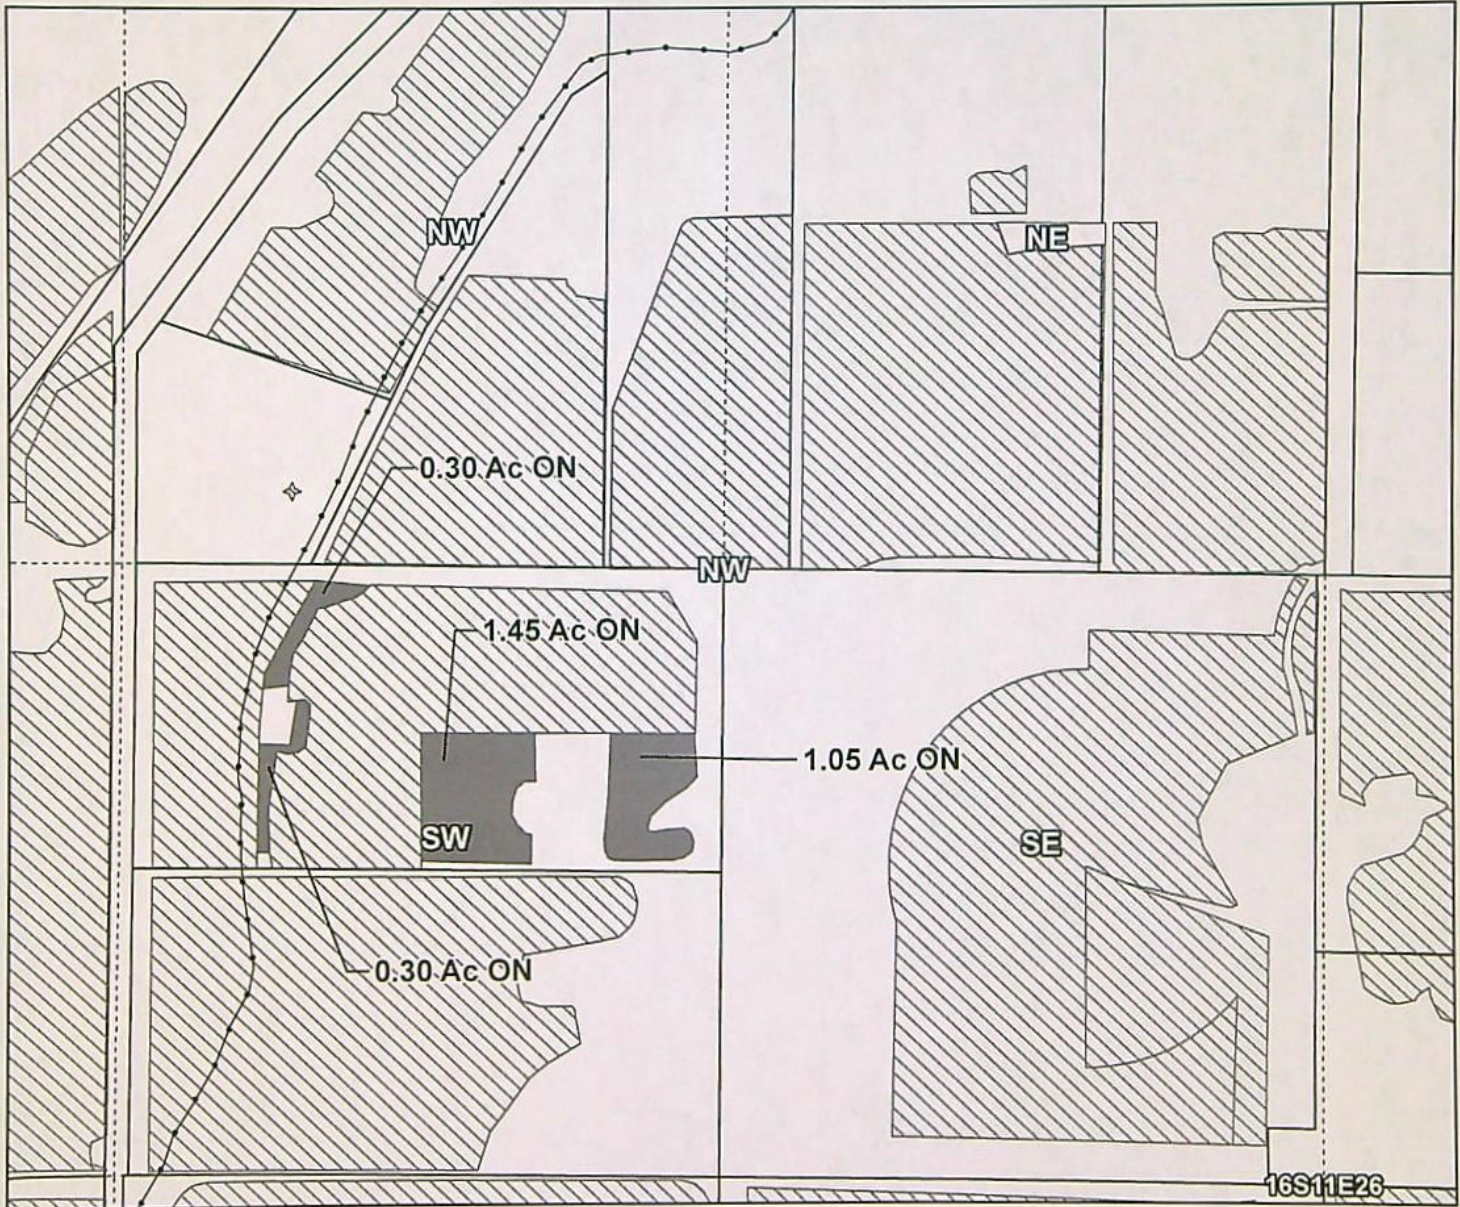 NW
NE
0.30 Ac ON
NW
1.45 Ac ON
1.05 Ac ON
SW
SE
0.30 Ac ON
16S11E26